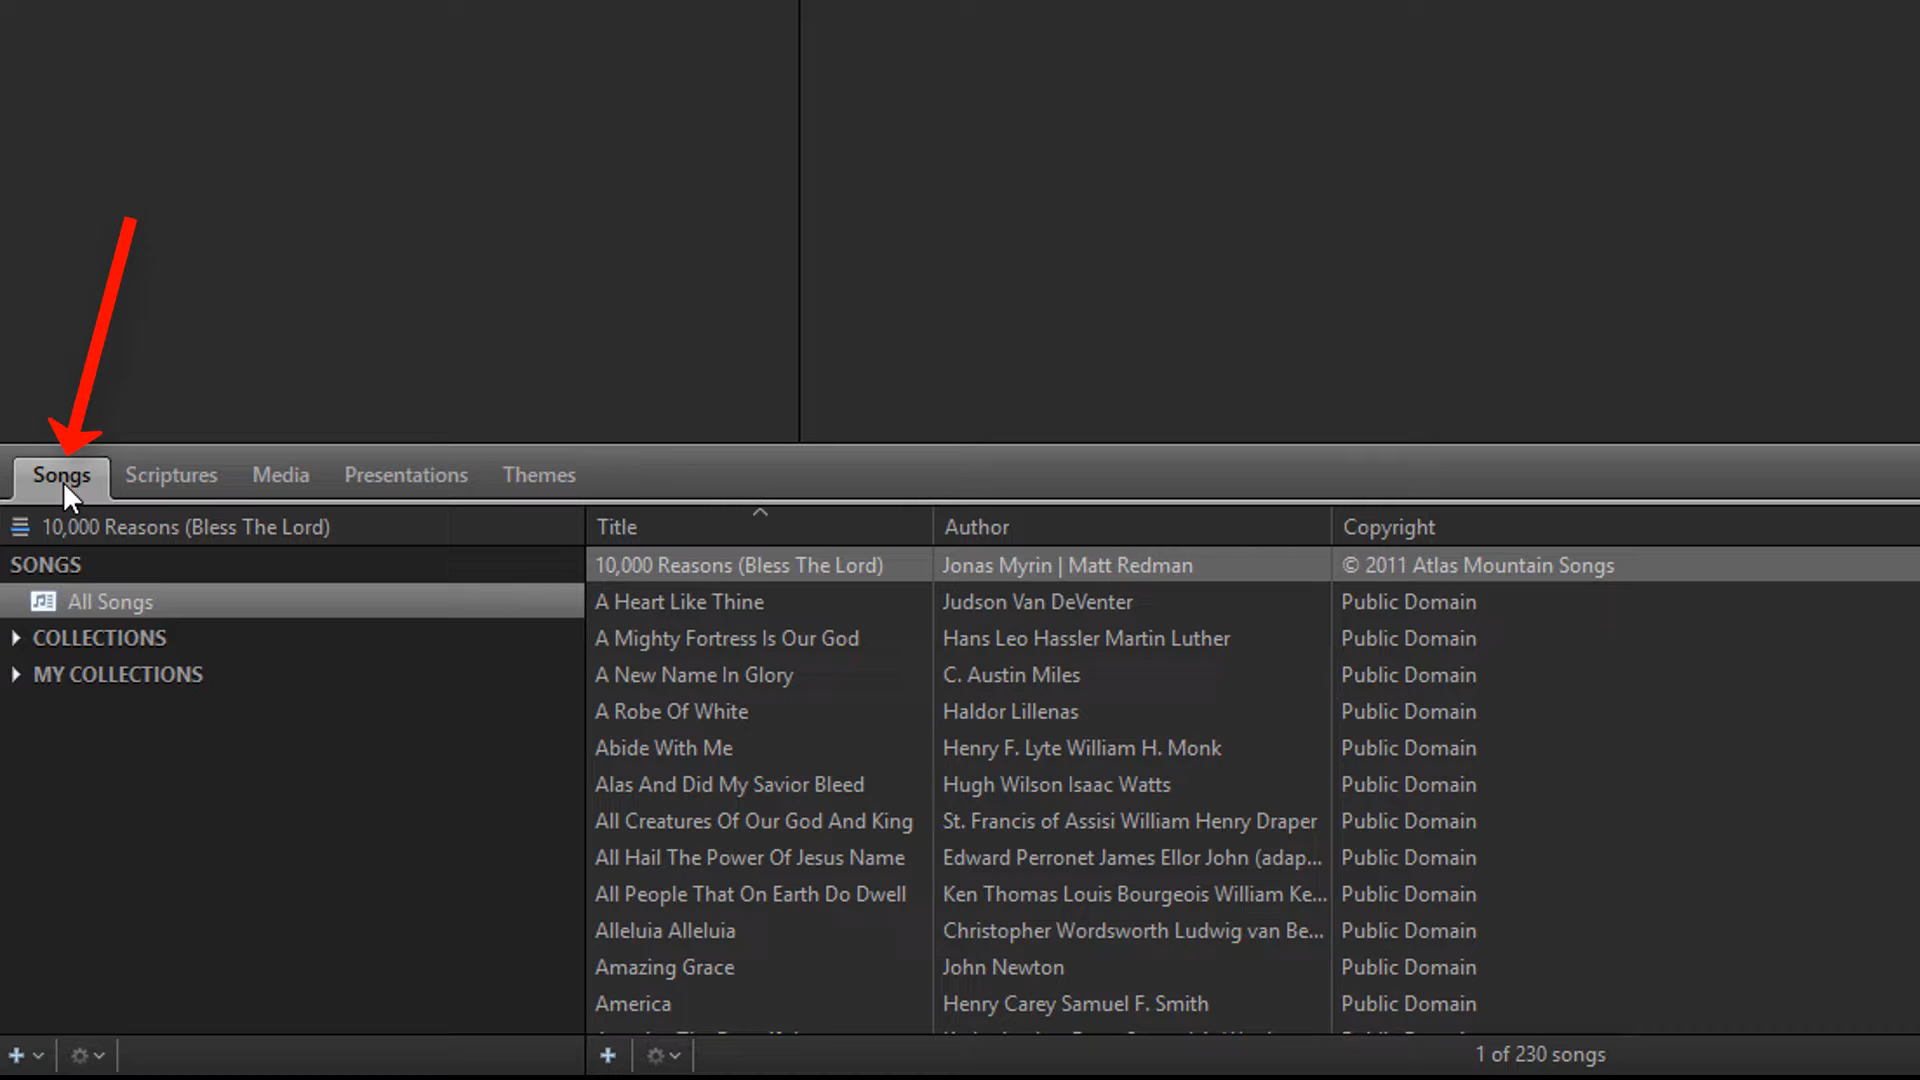 Songs Scriptures Media Presentations Themes
10,000 Reasons (Bless The Lord) Title Author Copyright
SONGS 10,000 Reasons (Bless The Lord) Jonas Myrin | Matt Redman © 2011 Atlas Mountain Songs
All Songs A Heart Like Thine Judson Van DeVenter Public Domain
COLLECTIONS A Mighty Fortress Is Our God Hans Leo Hassler Martin Luther Public Domain
MY COLLECTIONS A New Name In Glory C. Austin Miles Public Domain
A Robe Of White Haldor Lillenas Public Domain
Abide With Me Henry F. Lyte William H. Monk Public Domain
Alas And Did My Savior Bleed Hugh Wilson Isaac Watts Public Domain
All Creatures Of Our God And King St. Francis of Assisi William Henry Draper Public Domain
All Hail The Power Of Jesus Name Edward Perronet James Ellor John (adap... Public Domain
All People That On Earth Do Dwell Ken Thomas Louis Bourgeois William Ke... Public Domain
Alleluia Alleluia Christopher Wordsworth Ludwig van Be... Public Domain
Amazing Grace John Newton Public Domain
America Henry Carey Samuel F. Smith Public Domain
1 of 230 songs